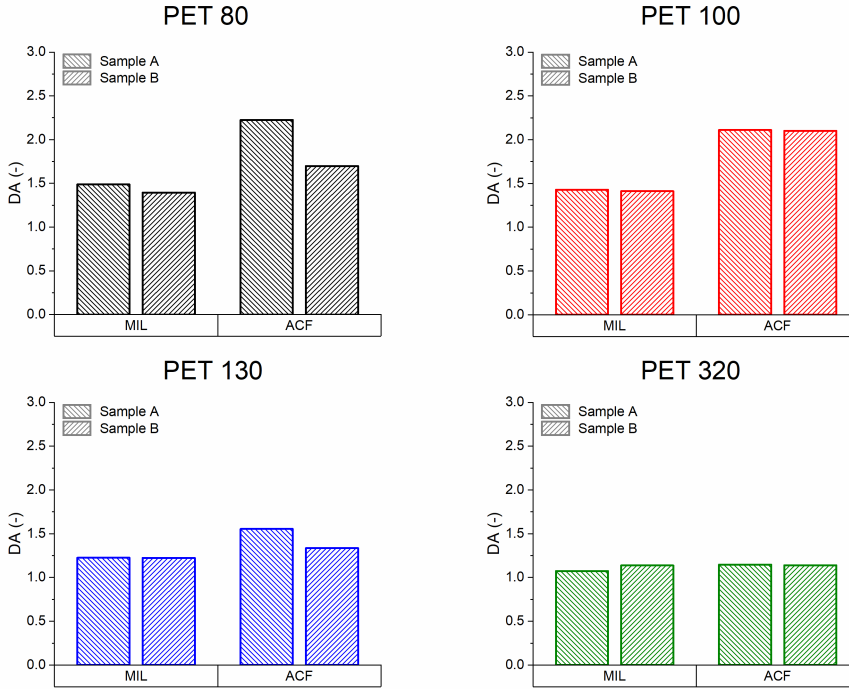 PET 80
3.0
2.5
2.0
1.5
1.0
0.5
0.0
DA (-)
Sample A
Sample B
MIL ACF
PET 100
3.0
2.5
2.0
1.5
1.0
0.5
0.0
DA (-)
Sample A
Sample B
MIL ACF
PET 130
3.0
2.5
2.0
1.5
1.0
0.5
0.0
DA (-)
Sample A
Sample B
MIL ACF
PET 320
3.0
2.5
2.0
1.5
1.0
0.5
0.0
DA (-)
Sample A
Sample B
MIL ACF